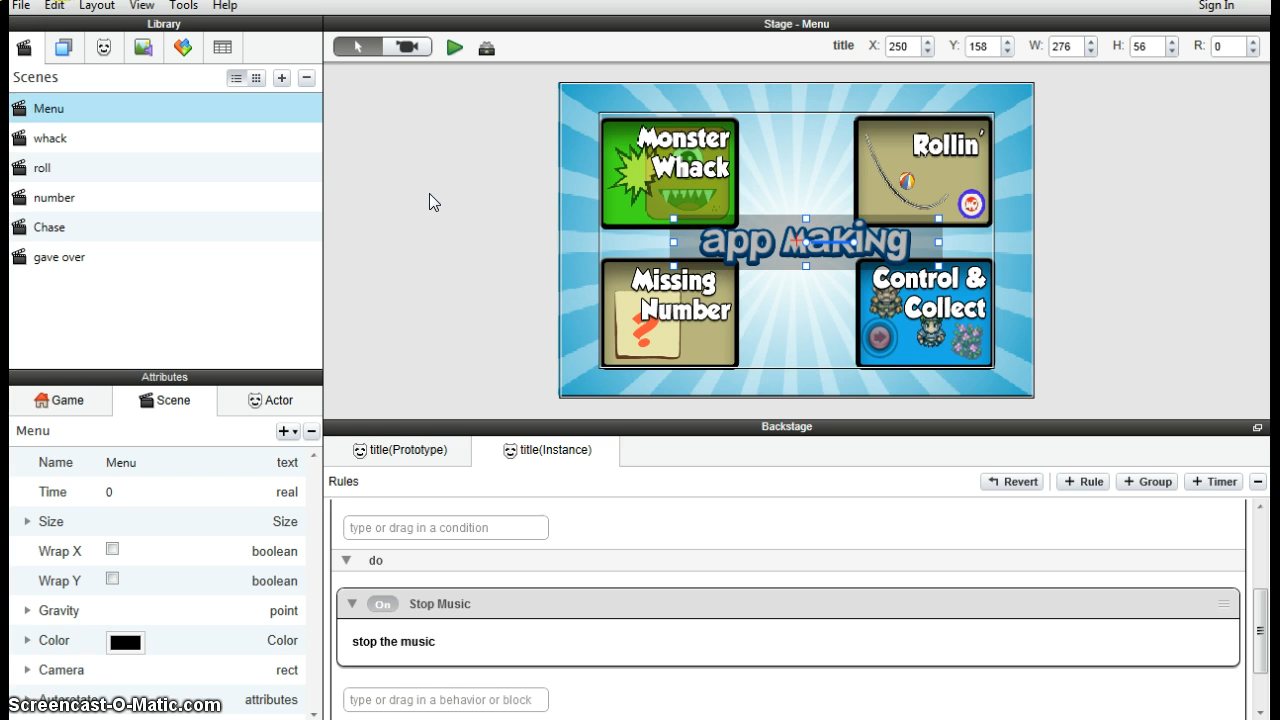 File Edit Layout View Tools Help Sign In
Library
Stage - Menu
title X: 250 Y: 158 W: 276 H: 56 R: 0
Scenes
Menu
whack
roll
number
Chase
gave over
Monster
Whack
Rollin'
app making
Missing
Number
?
Control &
Collect
Attributes
Game Scene Actor
Menu
Name Menu text
Time 0 real
Size Size
Wrap X boolean
Wrap Y boolean
Gravity point
Color Color
Camera rect
Autorotate attributes
Backstage
title(Prototype) title(Instance)
Rules Revert + Rule + Group + Timer
type or drag in a condition
do
On Stop Music
stop the music
type or drag in a behavior or block
Screencast-O-Matic.com